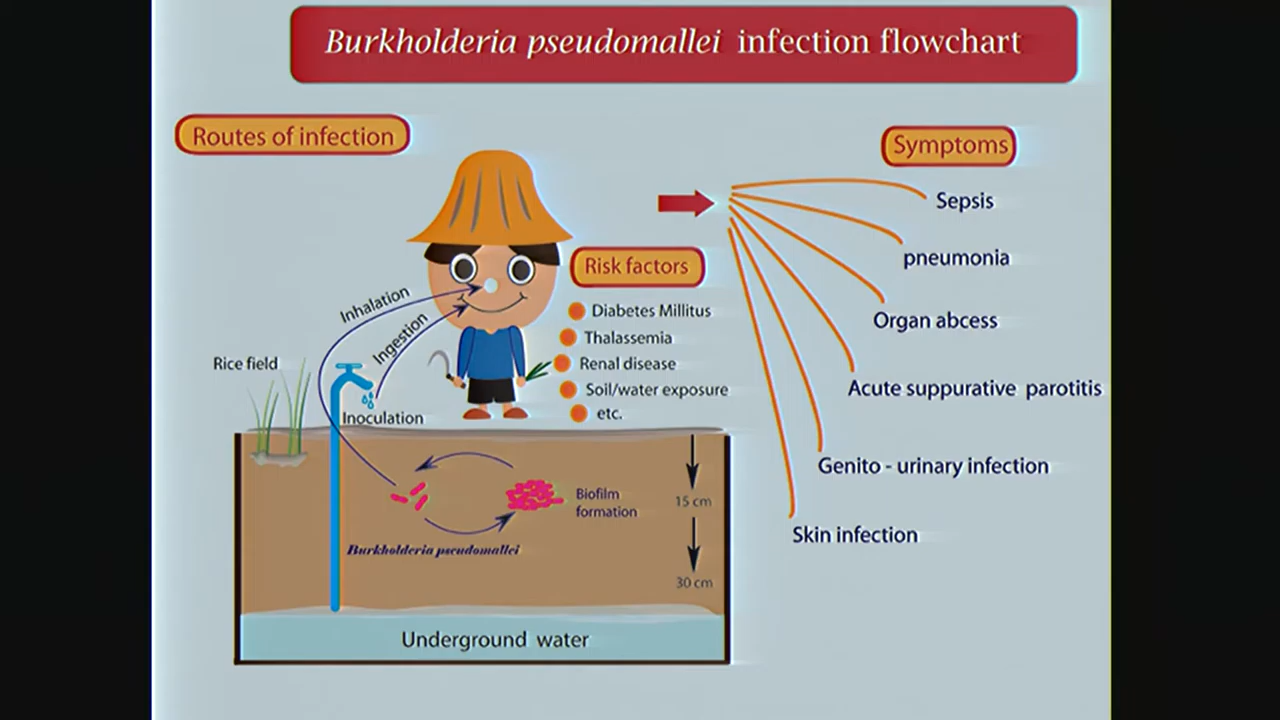 Burkholderia pseudomallei infection flowchart
Routes of infection
Symptoms
Sepsis
pneumonia
Organ abcess
Acute suppurative parotitis
Genito - urinary infection
Skin infection
Risk factors
Diabetes Millitus
Thalassemia
Renal disease
Soil/water exposure
etc.
Inhalation
Ingestion
Rice field
Inoculation
Biofilm
formation
Burkholderia pseudomallei
15 cm
30 cm
Underground water